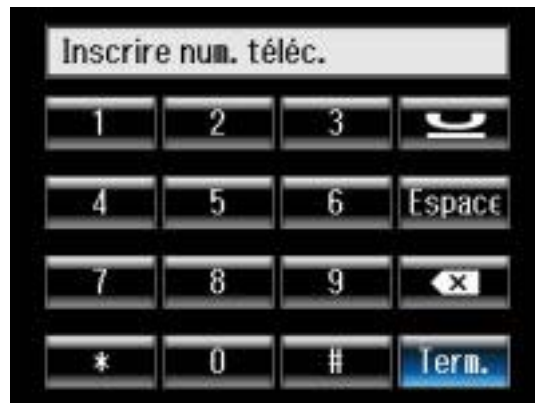 Inscrire num. téléc.
1 2 3
4 5 6 Espace
7 8 9
* 0 # Term.